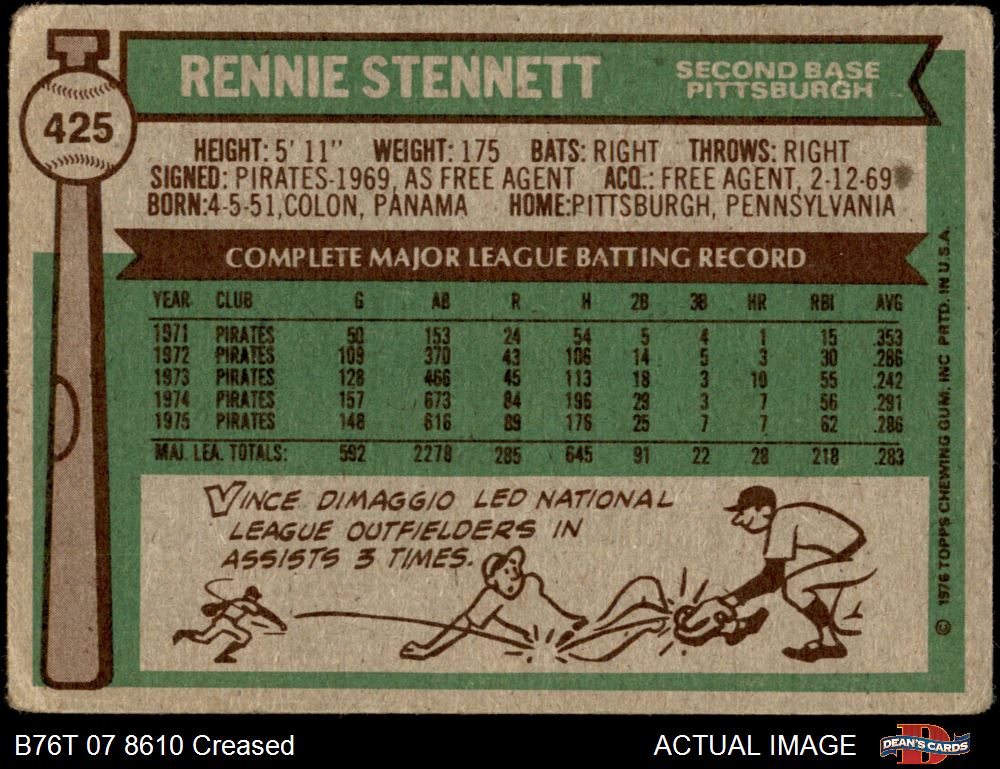 425
RENNIE STENNETT
SECOND BASE
PITTSBURGH
HEIGHT: 5' 11" WEIGHT: 175 BATS: RIGHT THROWS: RIGHT
SIGNED: PIRATES-1969, AS FREE AGENT ACQ.: FREE AGENT, 2-12-69
BORN:4-5-51,COLON, PANAMA HOME:PITTSBURGH, PENNSYLVANIA
COMPLETE MAJOR LEAGUE BATTING RECORD
YEAR CLUB G AB R H 2B 3B HR RBI AVG
1971 PIRATES 50 153 24 54 5 4 1 15 .353
1972 PIRATES 109 370 43 106 14 5 3 30 .286
1973 PIRATES 128 466 45 113 18 3 10 55 .242
1974 PIRATES 157 673 84 196 29 3 7 56 .291
1975 PIRATES 148 616 89 176 25 7 7 62 .286
MAJ. LEA. TOTALS: 592 2278 285 645 91 22 28 218 .283
VINCE DIMAGGIO LED NATIONAL
LEAGUE OUTFIELDERS IN
ASSISTS 3 TIMES.
© 1976 TOPPS CHEWING GUM, INC PRTD. IN U.S.A.
B76T 07 8610 Creased
ACTUAL IMAGE
DEAN'S CARDS